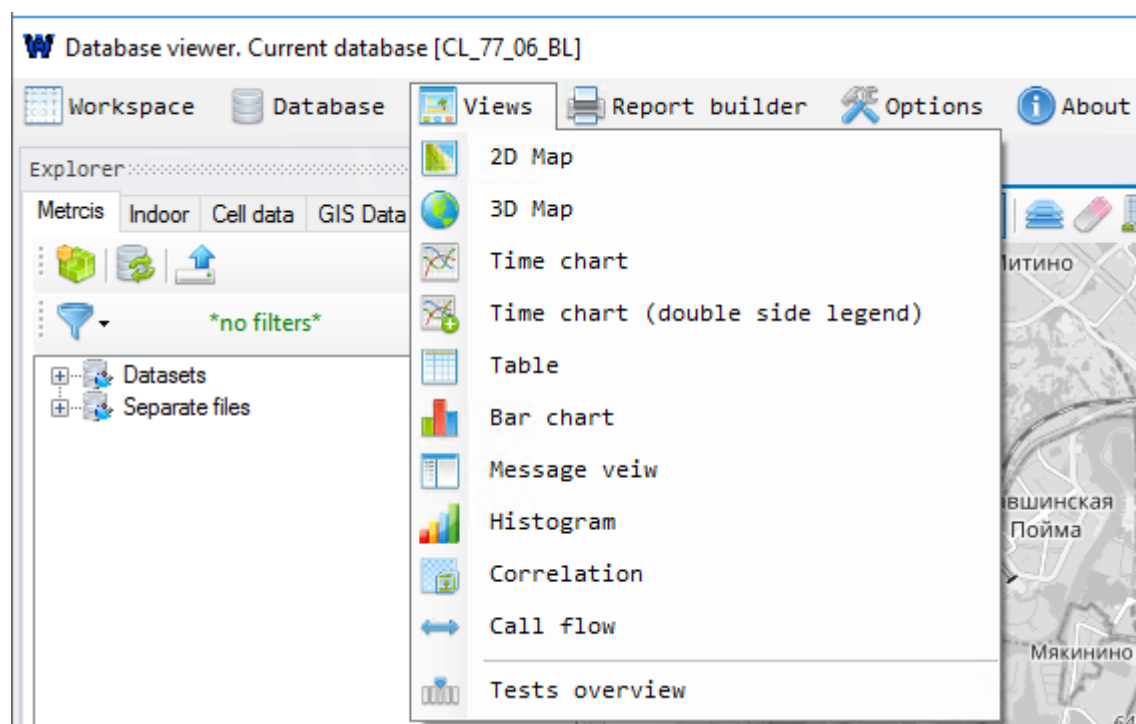 Database viewer. Current database [CL_77_06_BL]
Workspace Database Views Report builder Options About
Explorer
Metrcis Indoor Cell data GIS Data
*no filters*
Datasets
Separate files
2D Map
3D Map
Time chart
Time chart (double side legend)
Table
Bar chart
Message veiw
Histogram
Correlation
Call flow
Tests overview
Пойма
Мякинино